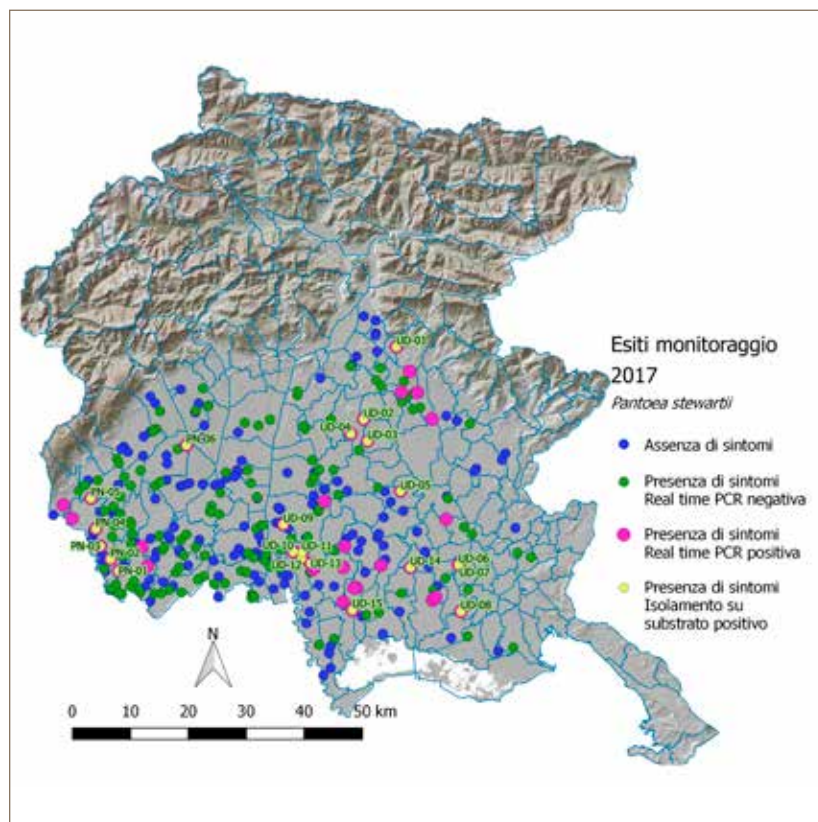 UD-01
UD-02
UD-04
UD-03
PN-06
UD-05
PN-05
UD-09
PN-04
PN-03
PN-02
PN-01
UD-10
UD-11
UD-12
UD-13
UD-14
UD-06
UD-07
UD-15
UD-08
Esiti monitoraggio
2017
Pantoea stewartii
Assenza di sintomi
Presenza di sintomi
Real time PCR negativa
Presenza di sintomi
Real time PCR positiva
Presenza di sintomi
Isolamento su
substrato positivo
N
0 10 20 30 40 50 km